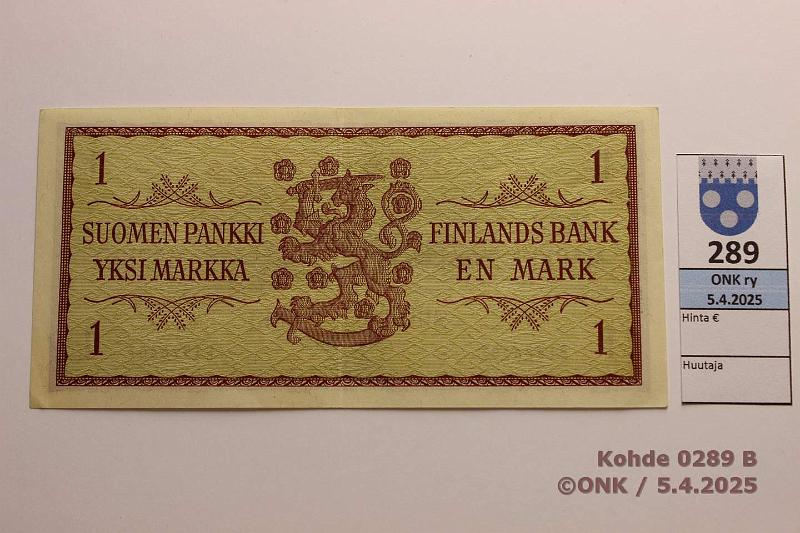 1
1
SUOMEN PANKKI
YKSI MARKKA
FINLANDS BANK
EN MARK
1
1
289
ONK ry
5.4.2025
Hinta €
Huutaja
Kohde 0289 B
©ONK / 5.4.2025